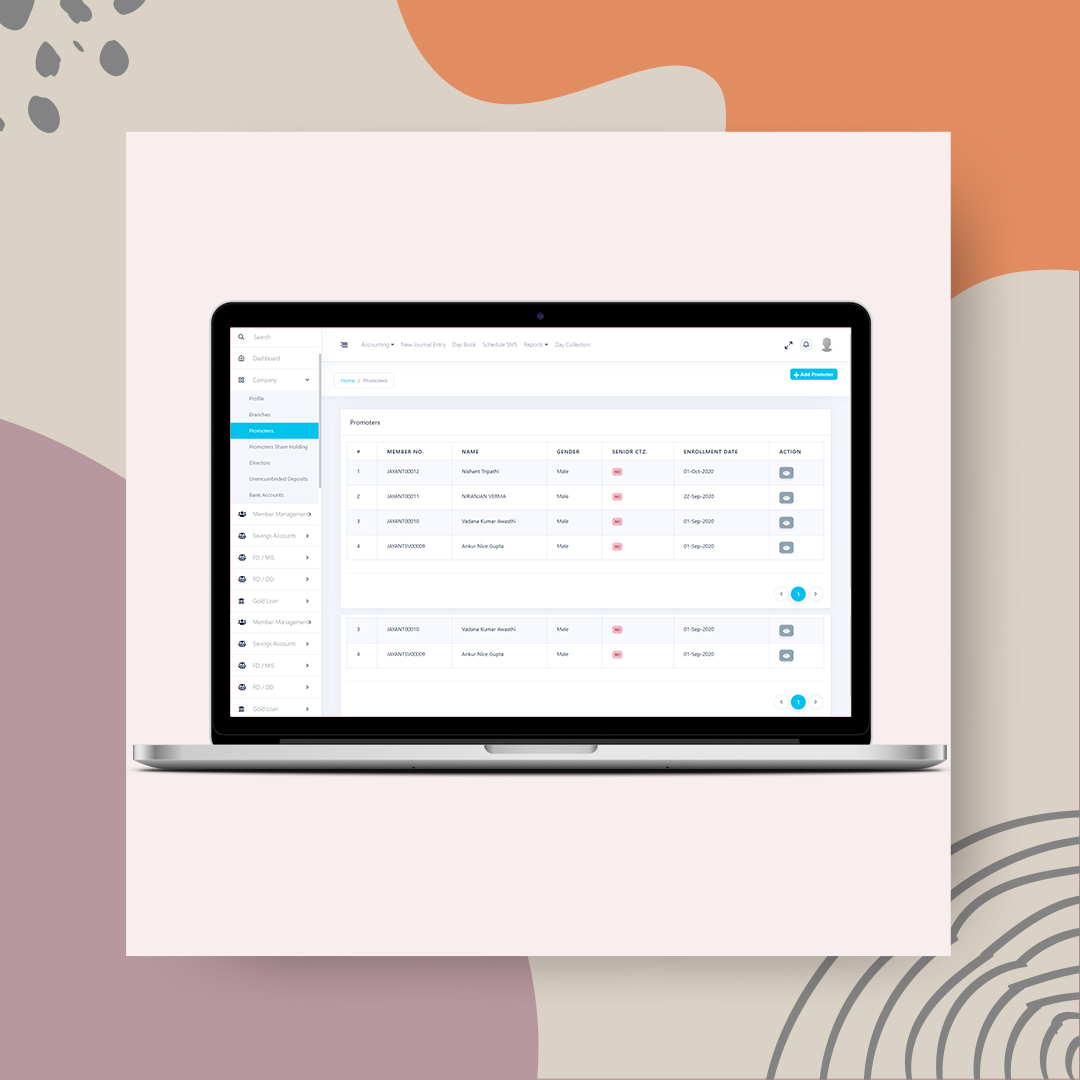 Search
Dashboard
Company
Profile
Branches
Promoters
Promoters Share Holding
Directors
Unencumbrided Deposits
Bank Accounts
Member Management
Savings Accounts
FD / MIS
RD / DD
Gold Loan
Member Management
Savings Accounts
FD / MIS
RD / DD
Gold Loan
Accounting New Journal Entry Day Book Schedule SMS Reports Day Collection
Home / Promoters
Add Promoter
Promoters
# MEMBER NO. NAME GENDER SENIOR CTZ. ENROLLMENT DATE ACTION
1 JAYANT00012 Nishant Tripathi Male NO 01-Oct-2020
2 JAYANT00011 NIRANJAN VERMA Male NO 22-Sep-2020
3 JAYANT00010 Vadana Kumar Awasthi Male NO 01-Sep-2020
4 JAYANTSV00009 Ankur Nice Gupta Male NO 01-Sep-2020
1
3 JAYANT00010 Vadana Kumar Awasthi Male NO 01-Sep-2020
4 JAYANTSV00009 Ankur Nice Gupta Male NO 01-Sep-2020
1